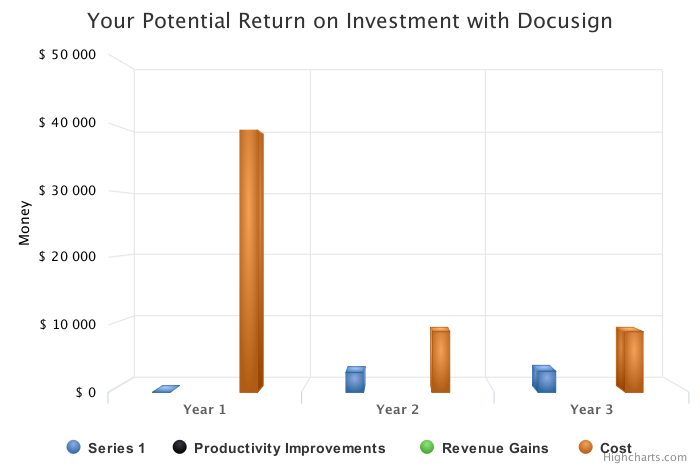 Your Potential Return on Investment with Docusign
$ 50 000
$ 40 000
$ 30 000
$ 20 000
$ 10 000
$ 0
Money
Year 1
Year 2
Year 3
Series 1
Productivity Improvements
Revenue Gains
Cost
Highcharts.com